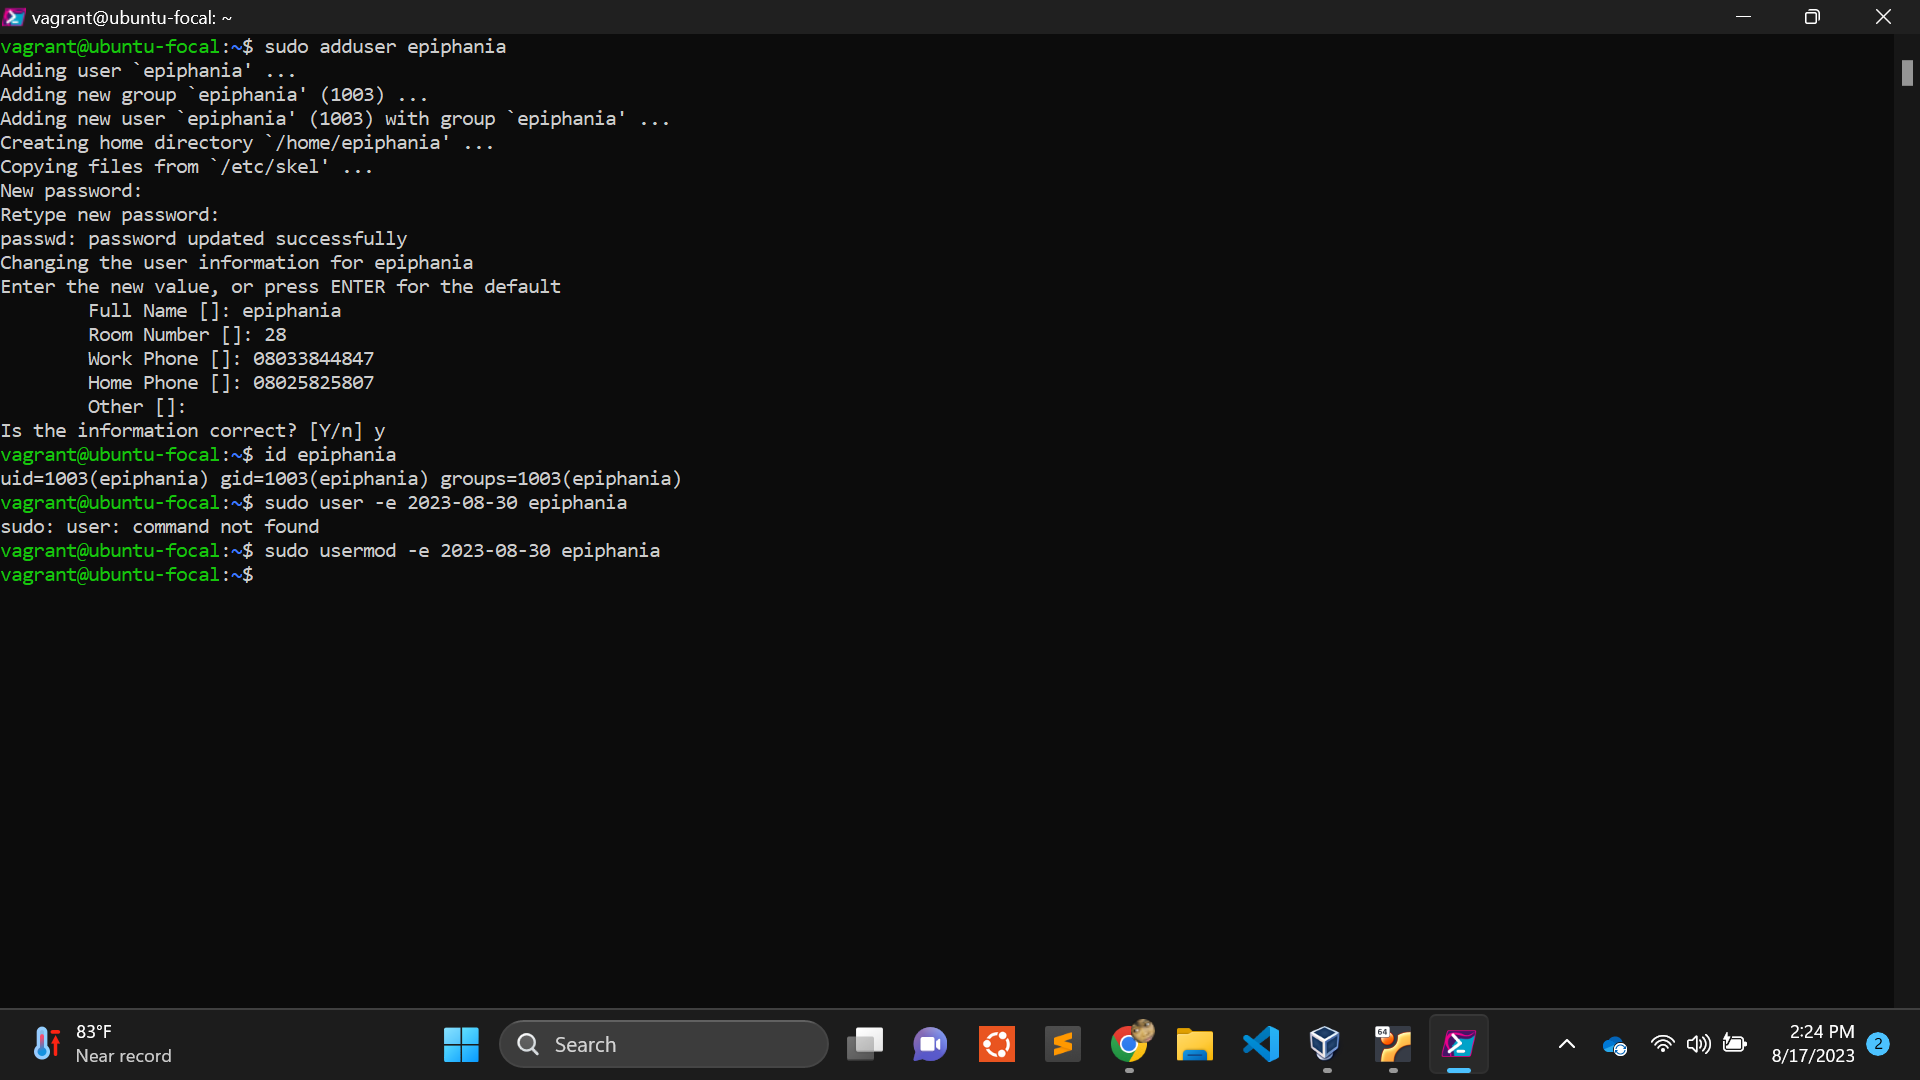 vagrant@ubuntu-focal: ~
vagrant@ubuntu-focal:~$ sudo adduser epiphania
Adding user `epiphania' ...
Adding new group `epiphania' (1003) ...
Adding new user `epiphania' (1003) with group `epiphania' ...
Creating home directory `/home/epiphania' ...
Copying files from `/etc/skel' ...
New password:
Retype new password:
passwd: password updated successfully
Changing the user information for epiphania
Enter the new value, or press ENTER for the default
        Full Name []: epiphania
        Room Number []: 28
        Work Phone []: 08033844847
        Home Phone []: 08025825807
        Other []:
Is the information correct? [Y/n] y
vagrant@ubuntu-focal:~$ id epiphania
uid=1003(epiphania) gid=1003(epiphania) groups=1003(epiphania)
vagrant@ubuntu-focal:~$ sudo user -e 2023-08-30 epiphania
sudo: user: command not found
vagrant@ubuntu-focal:~$ sudo usermod -e 2023-08-30 epiphania
vagrant@ubuntu-focal:~$
83°F
Near record
Search
64
2:24 PM
8/17/2023
2